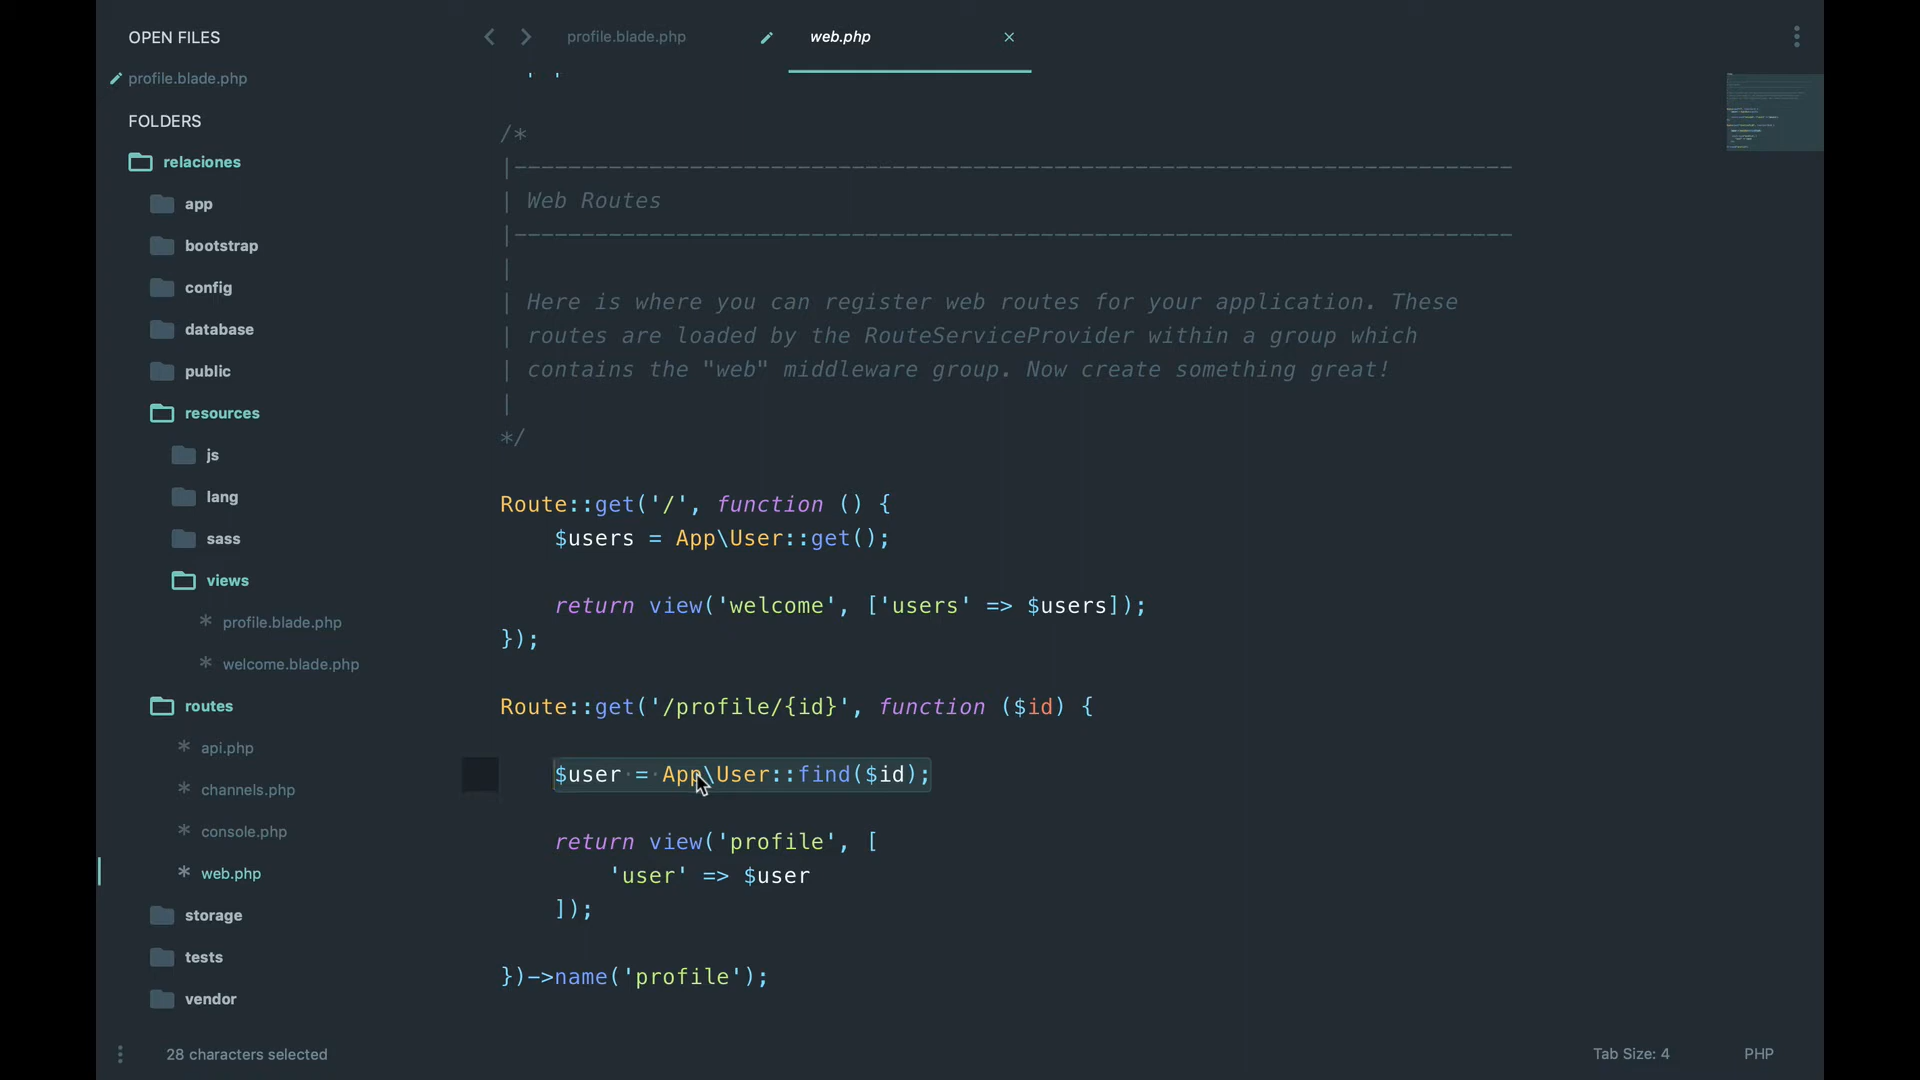 OPEN FILES
profile.blade.php
FOLDERS
relaciones
app
bootstrap
config
database
public
resources
js
lang
sass
views
* profile.blade.php
* welcome.blade.php
routes
* api.php
* channels.php
* console.php
* web.php
storage
tests
vendor
28 characters selected
profile.blade.php
web.php
/*
|--------------------------------------------------------------------------
| Web Routes
|--------------------------------------------------------------------------
|
| Here is where you can register web routes for your application. These
| routes are loaded by the RouteServiceProvider within a group which
| contains the "web" middleware group. Now create something great!
|
*/
Route::get('/', function () {
$users = App\User::get();
return view('welcome', ['users' => $users]);
});
Route::get('/profile/{id}', function ($id) {
$user = App\User::find($id);
return view('profile', [
'user' => $user
]);
})->name('profile');
Tab Size: 4
PHP